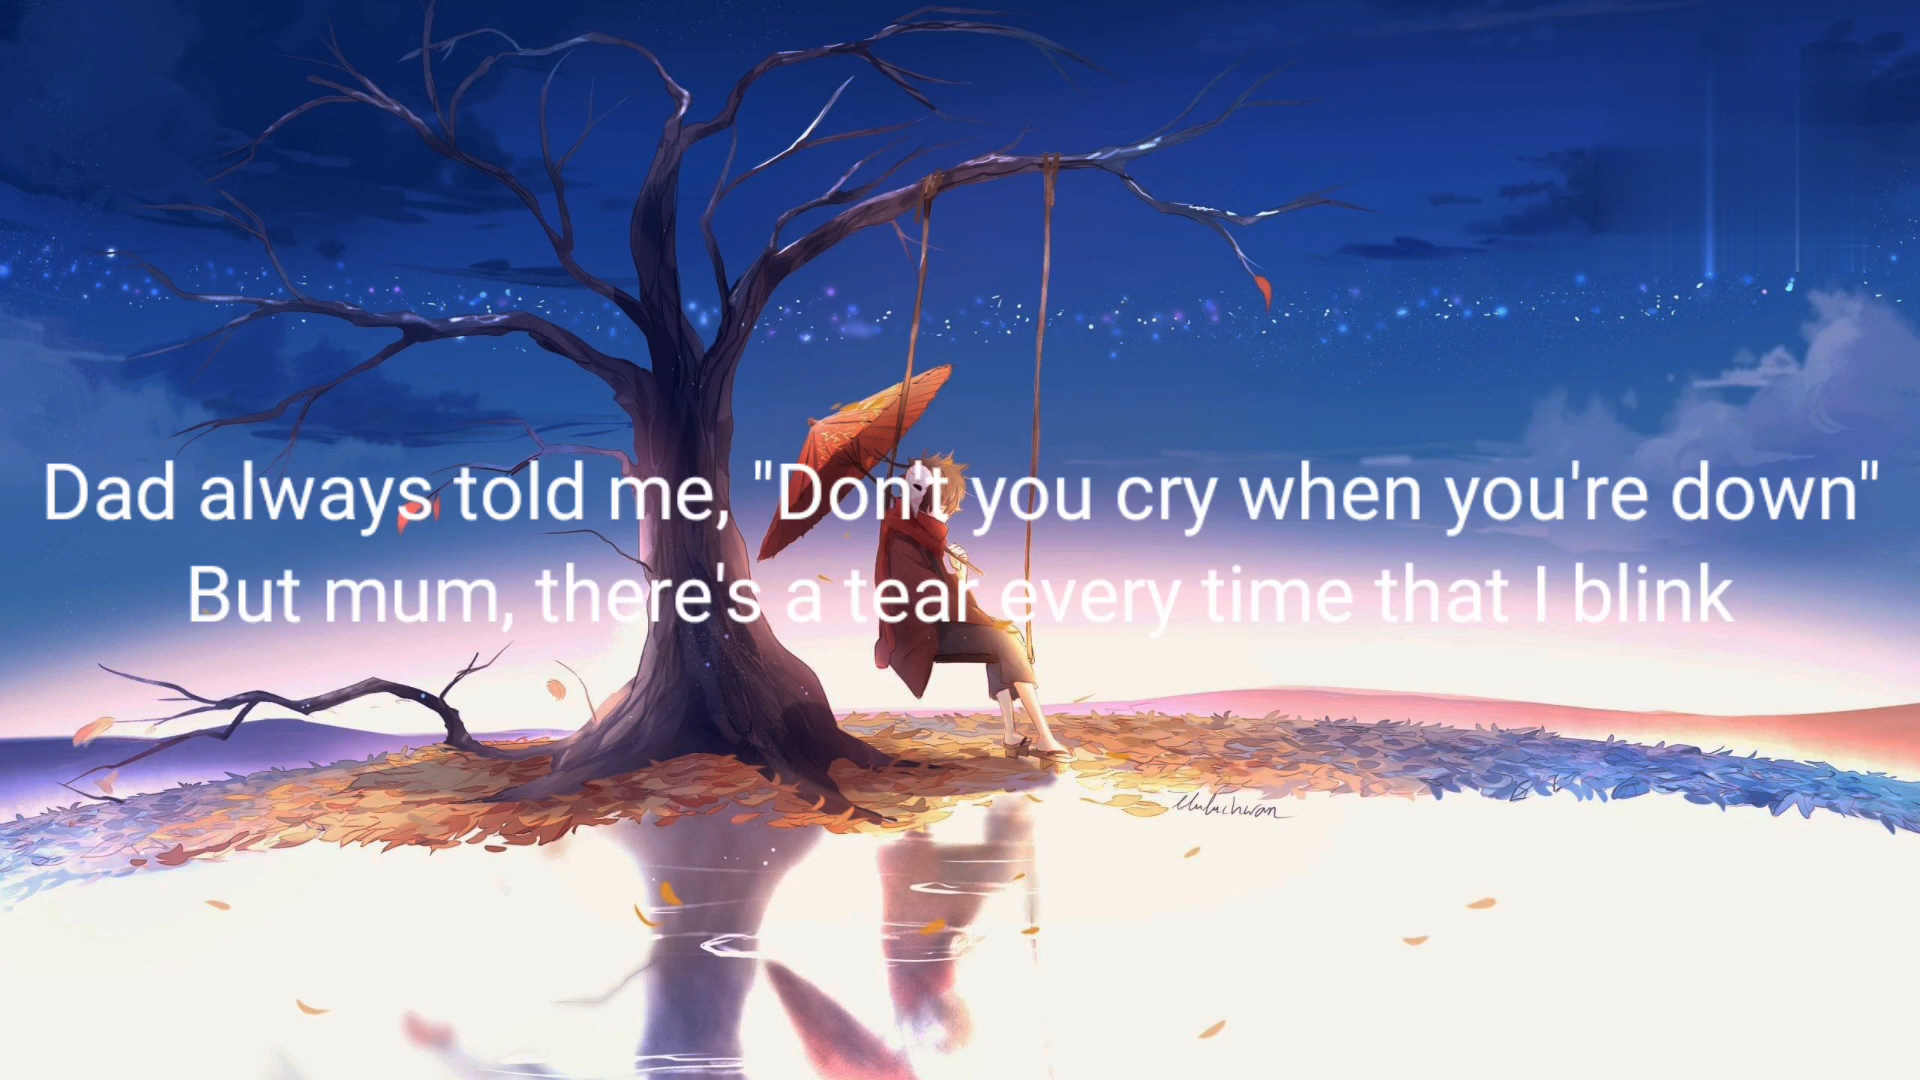 Dad always told me, "Don't you cry when you're down"
But mum, there's a tear every time that I blink